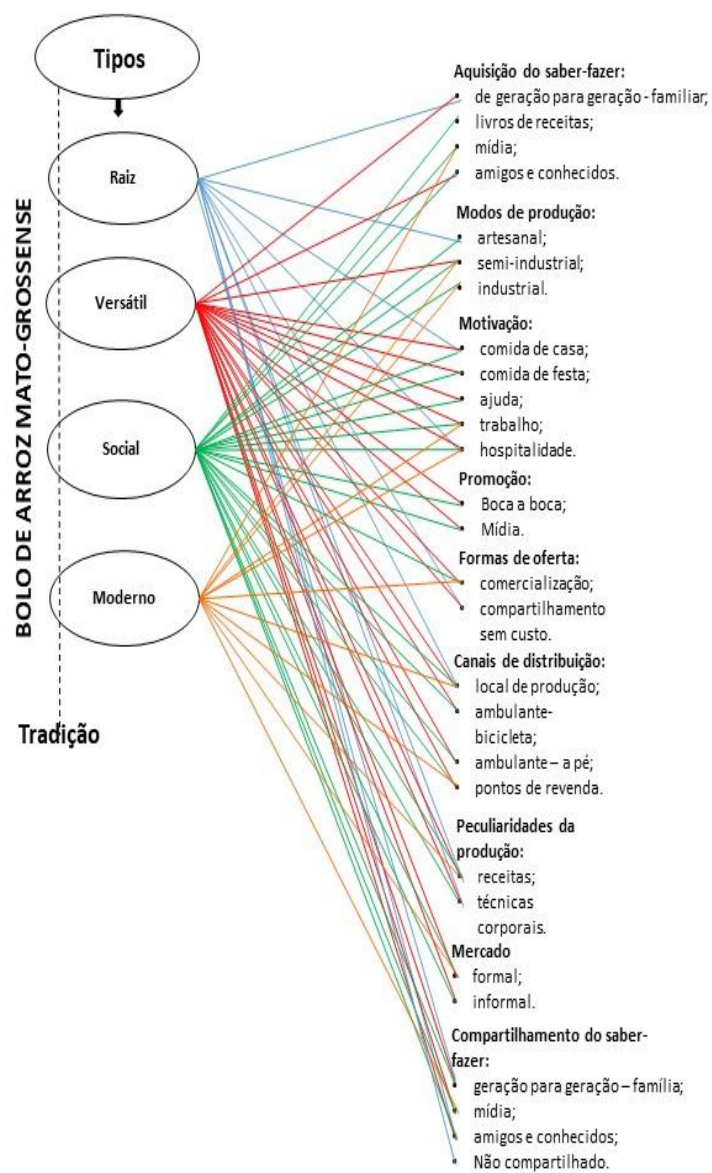 Tipos
Raiz
Versátil
Social
Moderno
BOLO DE ARROZ MATO-GROSSENSE
Tradição
Aquisição do saber-fazer:
• de geração para geração - familiar;
• livros de receitas;
• mídia;
• amigos e conhecidos.
Modos de produção:
• artesanal;
• semi-industrial;
• industrial.
Motivação:
• comida de casa;
• comida de festa;
• ajuda;
• trabalho;
• hospitalidade.
Promoção:
• Boca a boca;
• Mídia.
Formas de oferta:
• comercialização;
• compartilhamento
sem custo.
Canais de distribuição:
• local de produção;
• ambulante-
bicicleta;
• ambulante – a pé;
• pontos de revenda.
Peculiaridades da
produção:
• receitas;
• técnicas
corporais.
Mercado
• formal;
• informal.
Compartilhamento do saber-
fazer:
• geração para geração – família;
• mídia;
• amigos e conhecidos;
• Não compartilhado.